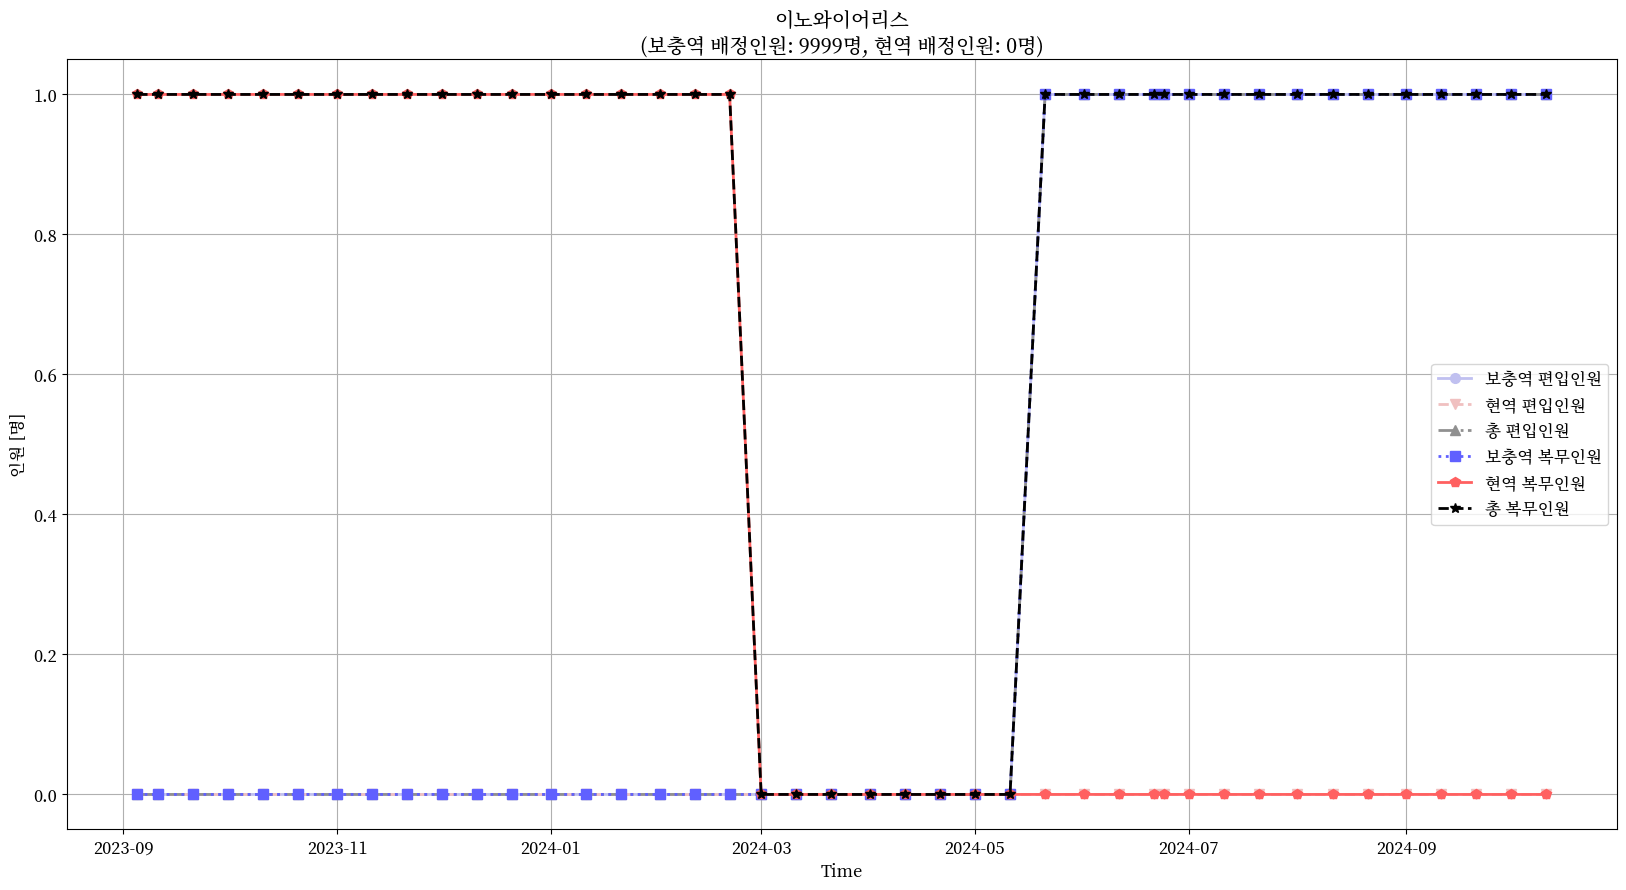 이노와이어리스
(보충역 배정인원: 9999명, 현역 배정인원: 0명)
인원 [명]
1.0
0.8
0.6
0.4
0.2
0.0
보충역 편입인원
현역 편입인원
총 편입인원
보충역 복무인원
현역 복무인원
총 복무인원
2023-09 2023-11 2024-01 2024-03 2024-05 2024-07 2024-09
Time